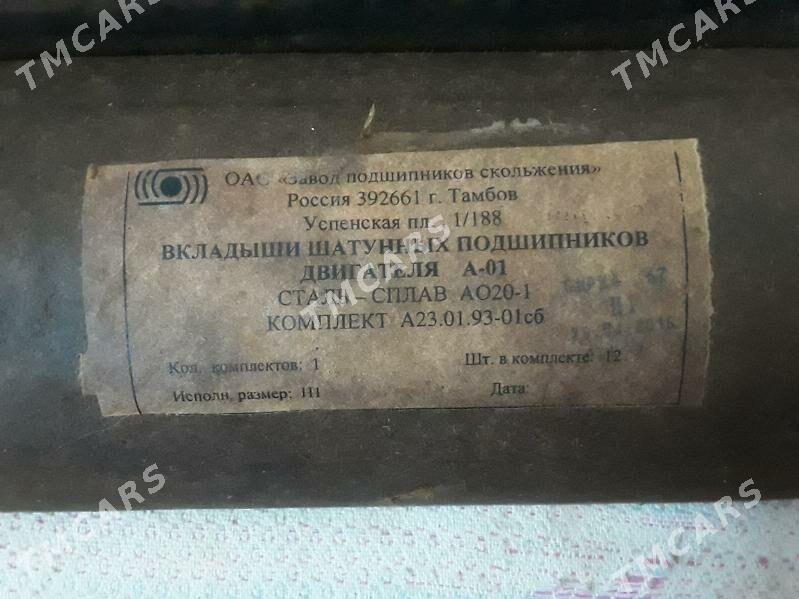 TMCARS TMCARS
ОАО «Завод подшипников скольжения»
Россия 392661 г. Тамбов
Успенская пл. 1/188
ВКЛАДЫШИ ШАТУННЫХ ПОДШИПНИКОВ
ДВИГАТЕЛЯ А-01
СТАЛЬ - СПЛАВ АО20-1
КОМПЛЕКТ А23.01.93-01сб
Кол. комплектов: 1 Шт. в комплекте: 12
Исполн. размер: Н1 Дата:
TMCARS TMCARS
TMCARS TMCARS